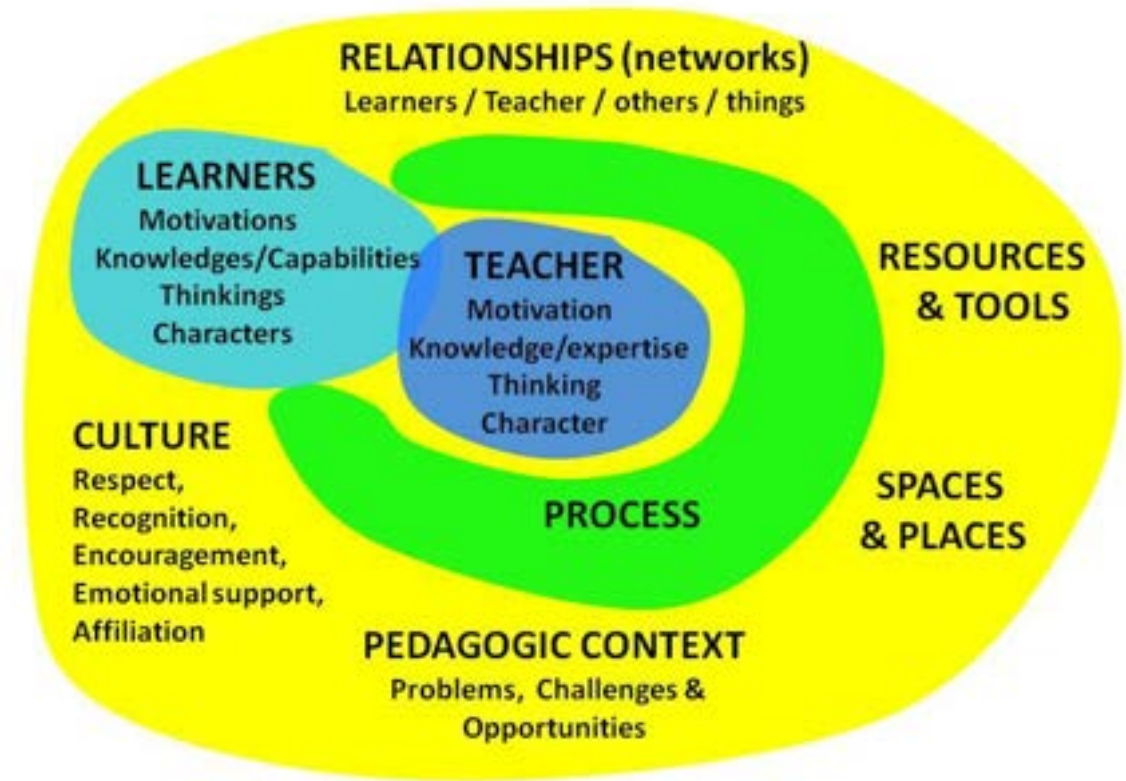 RELATIONSHIPS (networks)
Learners / Teacher / others / things
LEARNERS
Motivations
Knowledges/Capabilities
Thinkings
Characters
TEACHER
Motivation
Knowledge/expertise
Thinking
Character
RESOURCES
& TOOLS
CULTURE
Respect,
Recognition,
Encouragement,
Emotional support,
Affiliation
PROCESS
SPACES
& PLACES
PEDAGOGIC CONTEXT
Problems, Challenges &
Opportunities